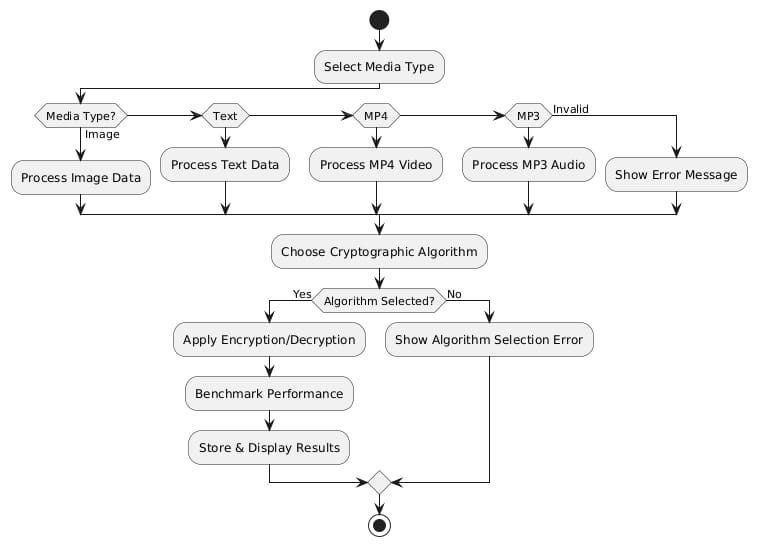 Select Media Type
Media Type?
Text
MP4
MP3
Invalid
Image
Process Image Data
Process Text Data
Process MP4 Video
Process MP3 Audio
Show Error Message
Choose Cryptographic Algorithm
Yes
Algorithm Selected?
No
Apply Encryption/Decryption
Show Algorithm Selection Error
Benchmark Performance
Store & Display Results